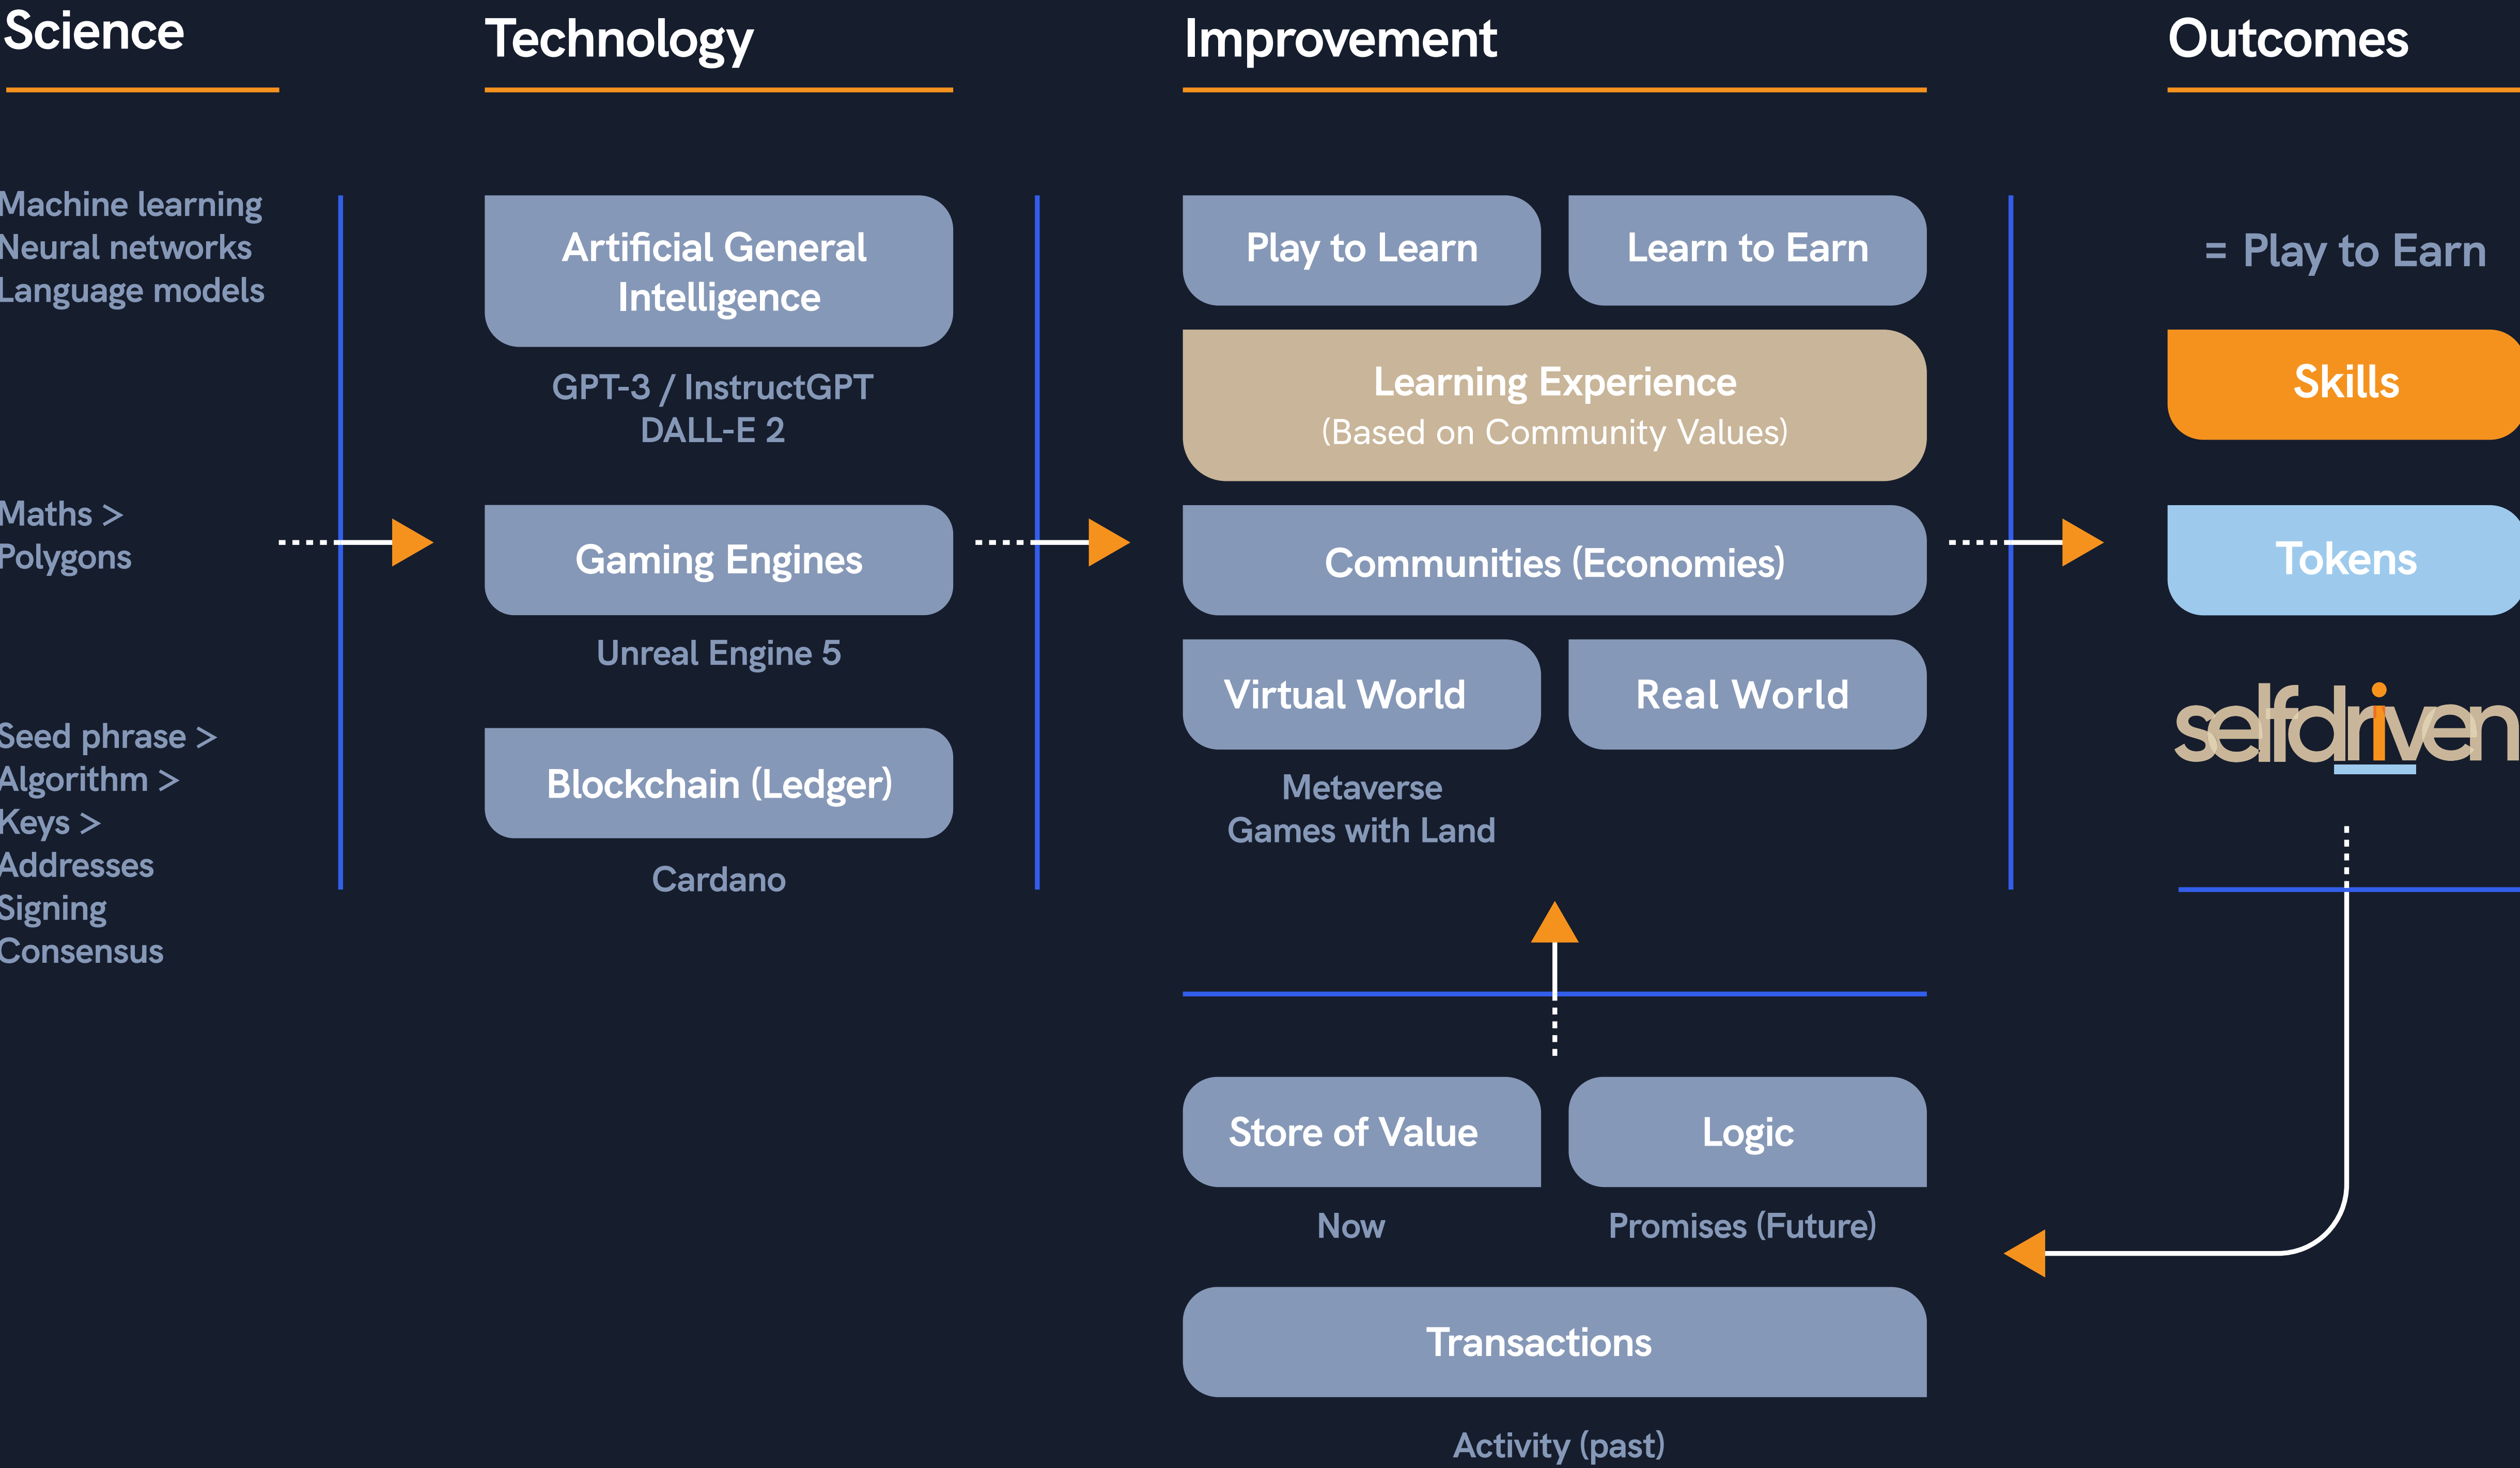 Science
Machine learning
Neural networks
Language models
Maths >
Polygons
Seed phrase >
Algorithm >
Keys >
Addresses
Signing
Consensus
Technology
Artificial General
Intelligence
GPT-3 / InstructGPT
DALL-E 2
Gaming Engines
Unreal Engine 5
Blockchain (Ledger)
Cardano
Improvement
Play to Learn
Learn to Earn
Learning Experience
(Based on Community Values)
Communities (Economies)
Virtual World
Real World
Metaverse
Games with Land
Store of Value
Logic
Now
Promises (Future)
Transactions
Activity (past)
Outcomes
= Play to Earn
Skills
Tokens
selfdriven